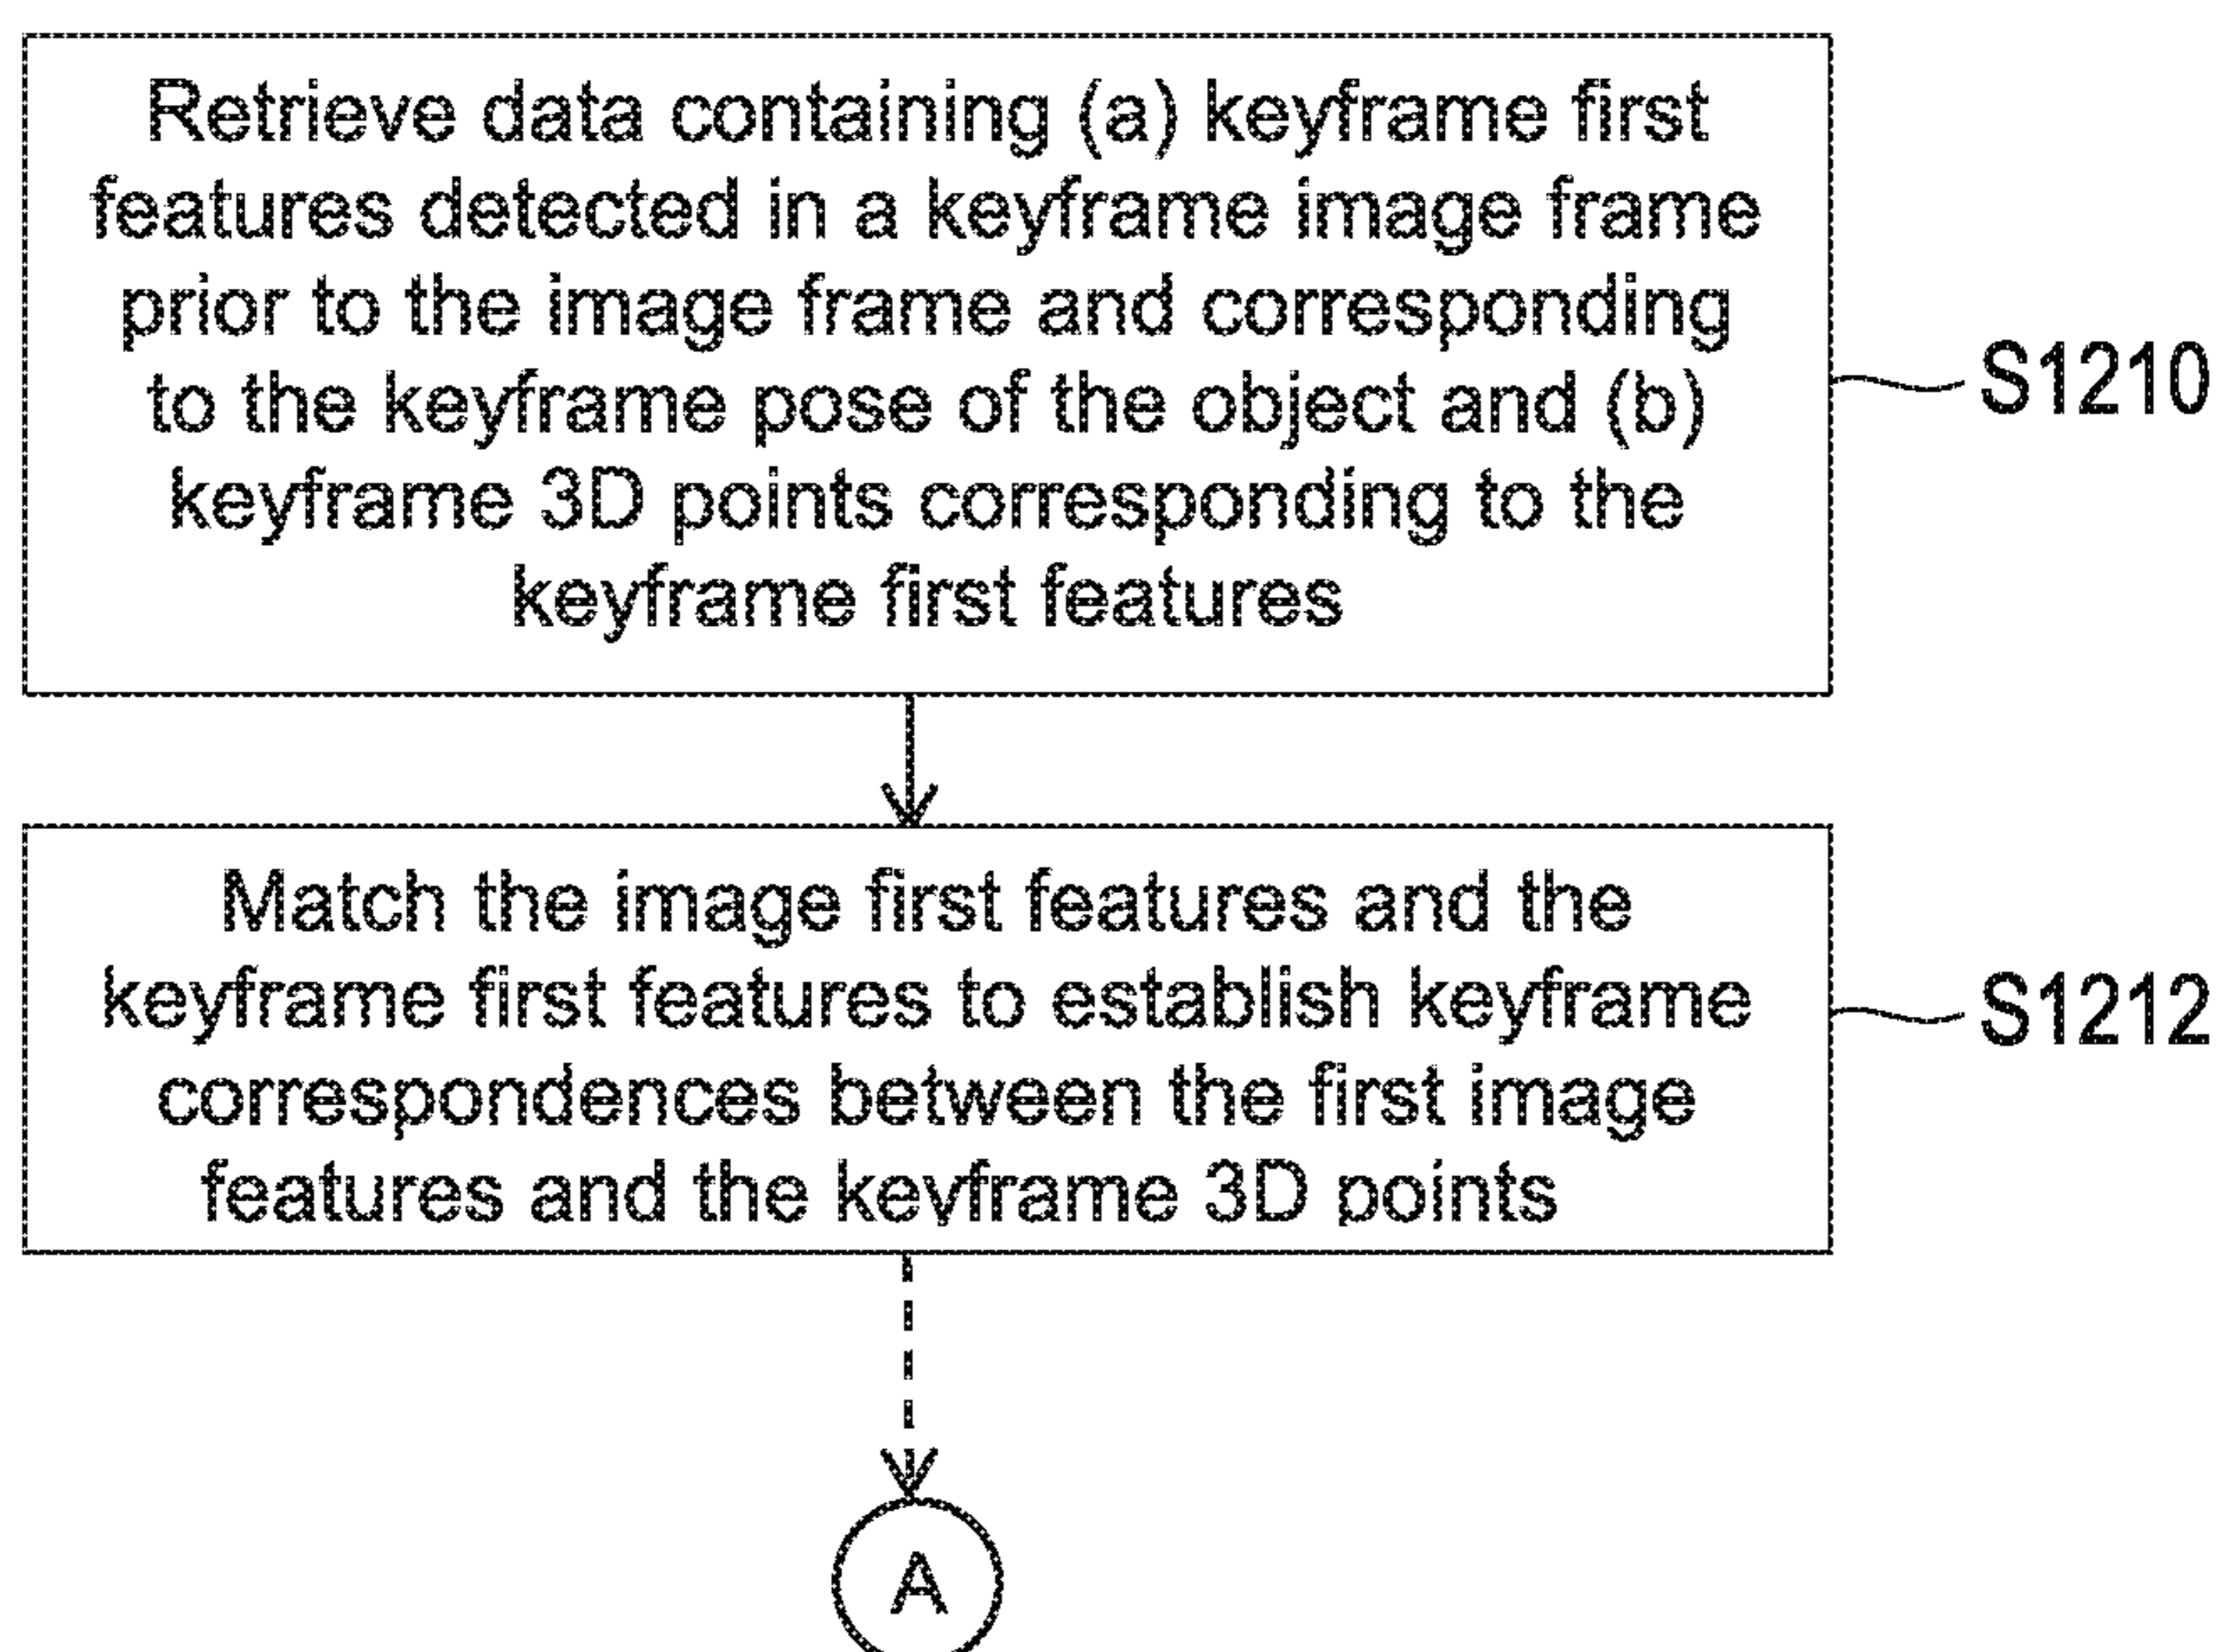 Retrieve data containing (a) keyframe first
features detected in a keyframe image frame
prior to the image frame and corresponding
to the keyframe pose of the object and (b)
keyframe 3D points corresponding to the
keyframe first features
S1210
Match the image first features and the
keyframe first features to establish keyframe
correspondences between the first image
features and the keyframe 3D points
S1212
A